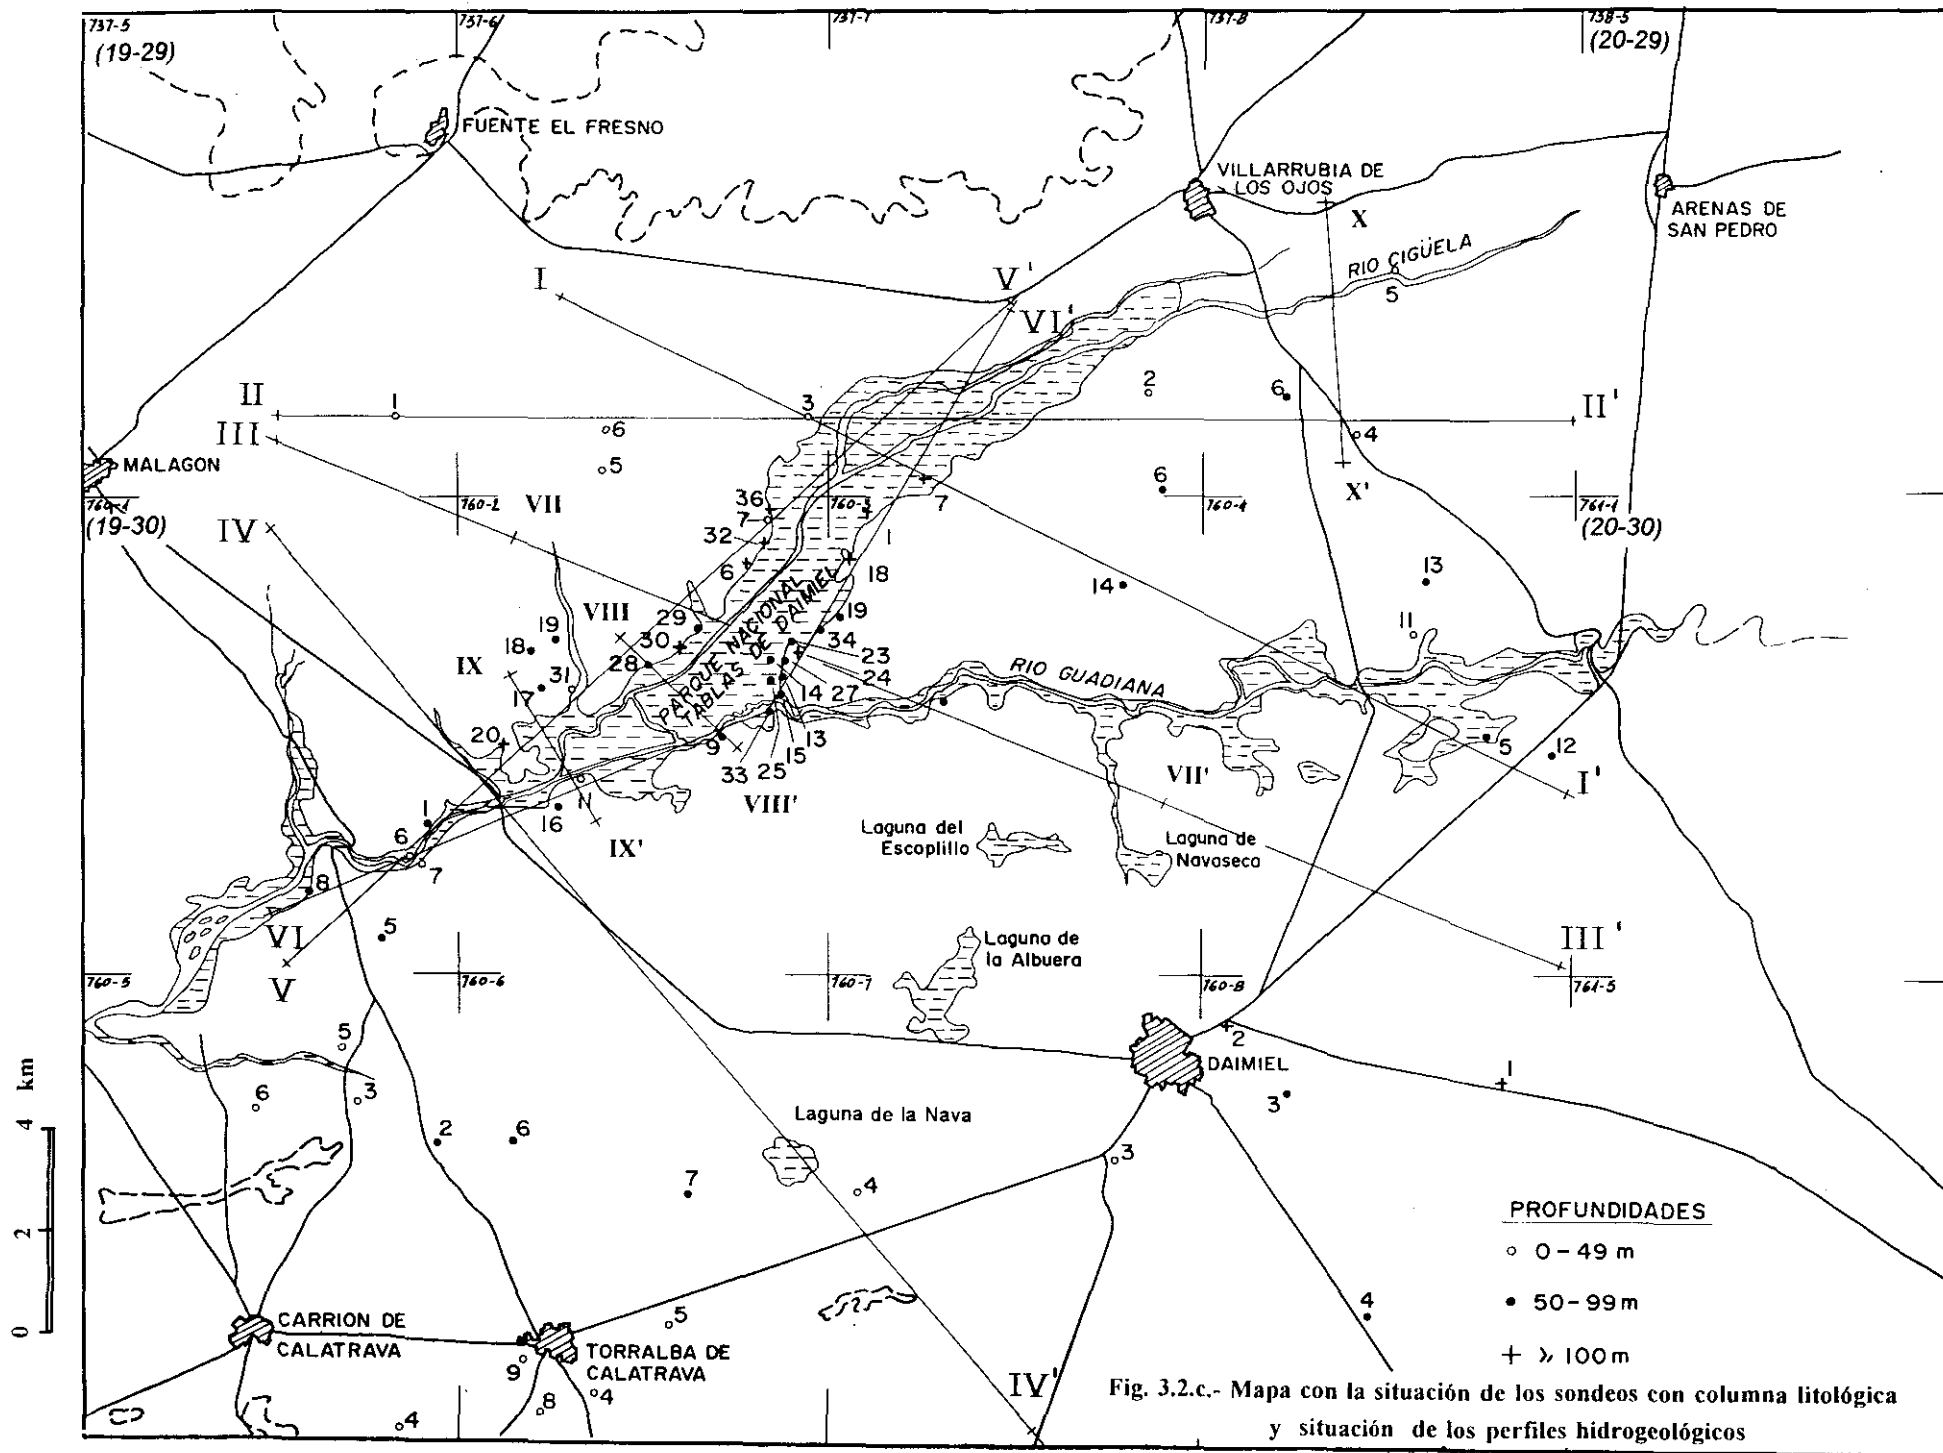 737-5
737-6
737-7
737-8
738-5
(19-29)
(20-29)
FUENTE EL FRESNO
VILLARRUBIA DE
LOS OJOS
ARENAS DE
SAN PEDRO
X
RIO CIGÜELA
5
I
V'
VI'
II
1
3
2
6
II'
III
6
5
4
MALAGON
760-1
760-2
760-3
760-4
761-1
(19-30)
(20-30)
VII
36
7
7
6
X'
IV
32
1
6
18
14
13
VIII
29
19
19
30
34
11
18
28
23
IX
31
24
17
14
27
PARQUE NACIONAL
TABLAS DE DAIMIEL
RIO GUADIANA
20
9
13
15
33
25
5
12
VII'
I'
11
16
VIII'
IX'
1
6
7
8
Laguna del
Escoplillo
Laguna de
Navaseca
5
VI
V
Laguna de
la Albuera
III'
760-5
760-6
760-7
760-8
761-5
5
2
DAIMIEL
1
3
6
3
2
6
Laguna de la Nava
7
4
3
km
4
2
0
PROFUNDIDADES
0-49 m
50-99 m
+ ≥ 100 m
CARRION DE
CALATRAVA
5
TORRALBA DE
CALATRAVA
9
4
8
4
4
IV'
Fig. 3.2.c.- Mapa con la situación de los sondeos con columna litológica
y situación de los perfiles hidrogeológicos